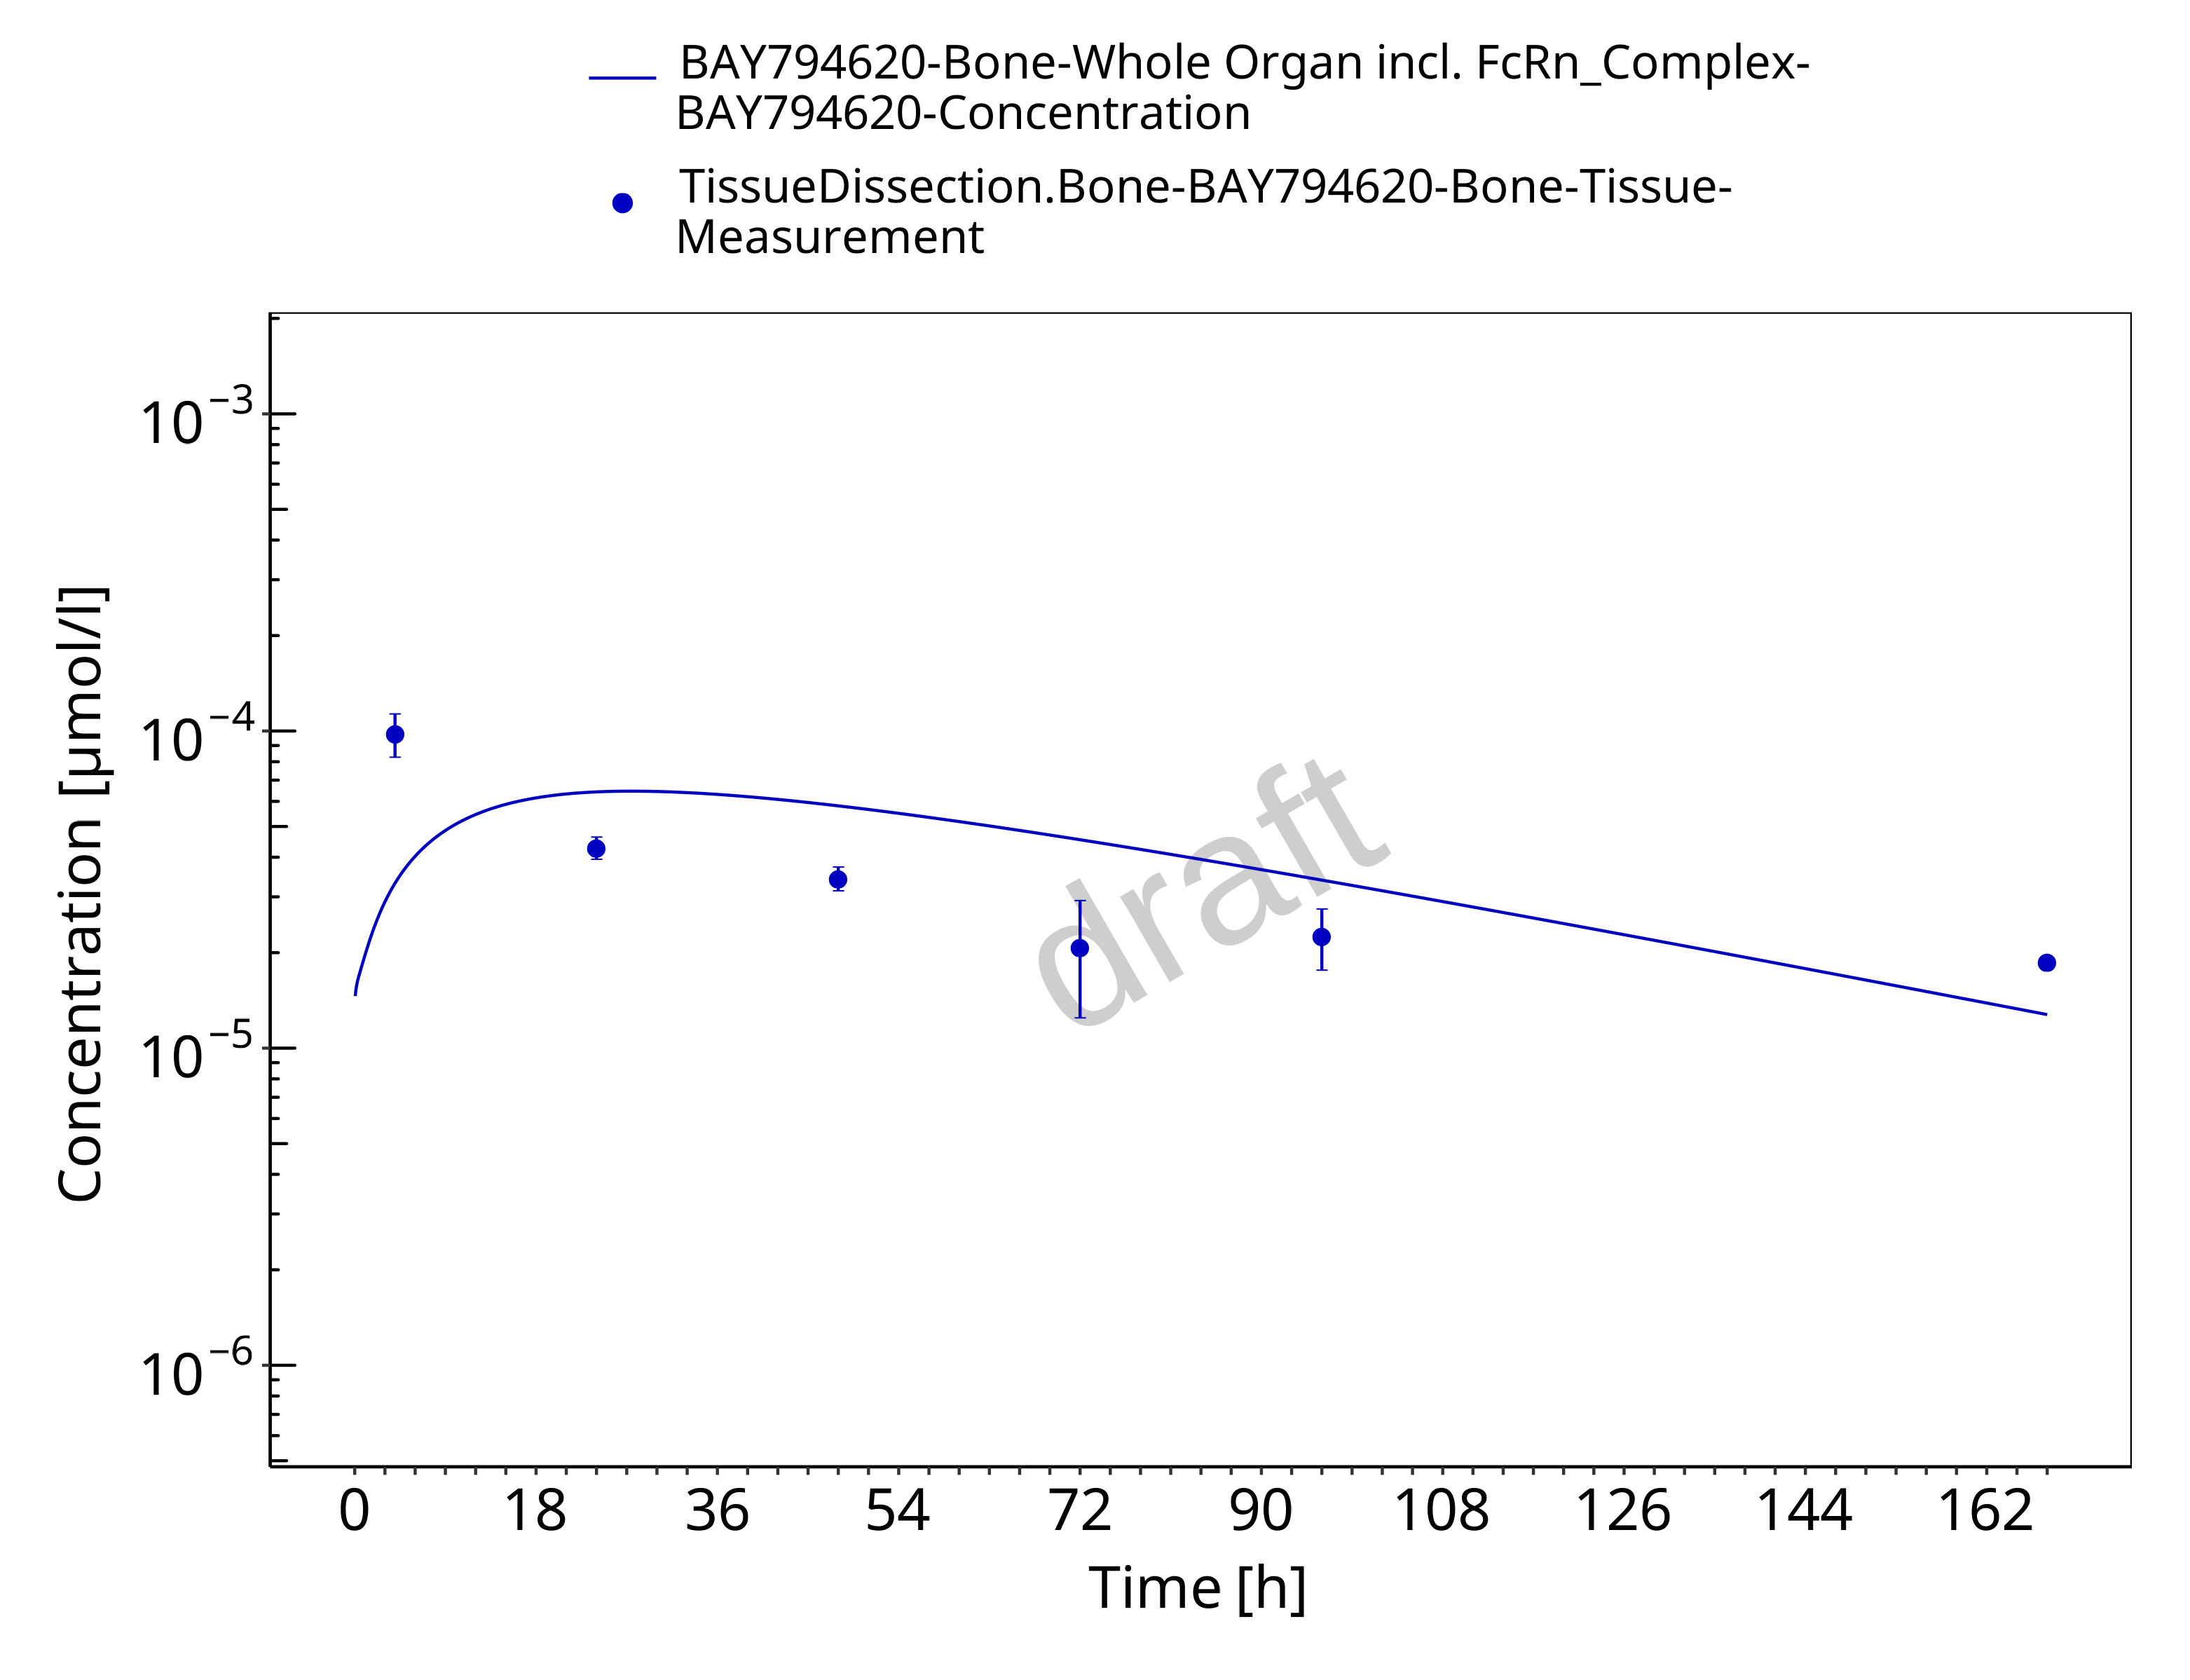 BAY794620-Bone-Whole Organ incl. FcRn_Complex-
BAY794620-Concentration
TissueDissection.Bone-BAY794620-Bone-Tissue-
Measurement
Concentration [µmol/l]
10⁻³
10⁻⁴
10⁻⁵
10⁻⁶
draft
0 18 36 54 72 90 108 126 144 162
Time [h]